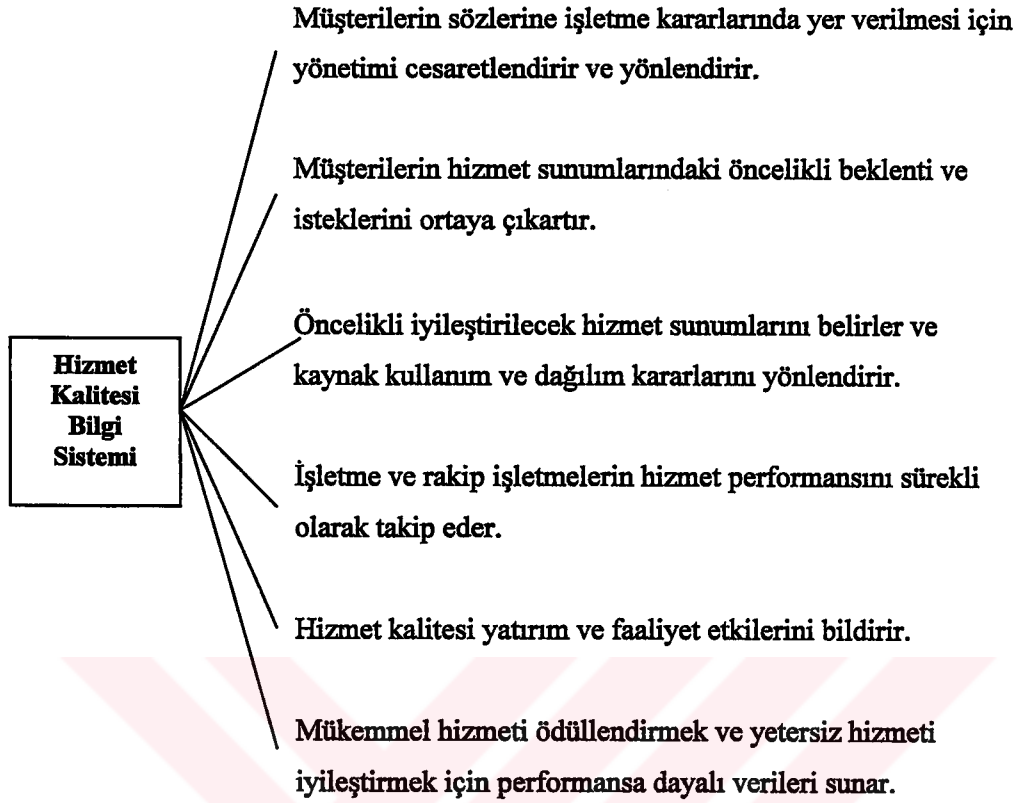 Müşterilerin sözlerine işletme kararlarında yer verilmesi için
yönetimi cesaretlendirir ve yönlendirir.
Müşterilerin hizmet sunumlarındaki öncelikli beklenti ve
isteklerini ortaya çıkartır.
Öncelikli iyileştirilecek hizmet sunumlarını belirler ve
kaynak kullanım ve dağılım kararlarını yönlendirir.
Hizmet
Kalitesi
Bilgi
Sistemi
İşletme ve rakip işletmelerin hizmet performansını sürekli
olarak takip eder.
Hizmet kalitesi yatırım ve faaliyet etkilerini bildirir.
Mükemmel hizmeti ödüllendirmek ve yetersiz hizmeti
iyileştirmek için performansa dayalı verileri sunar.